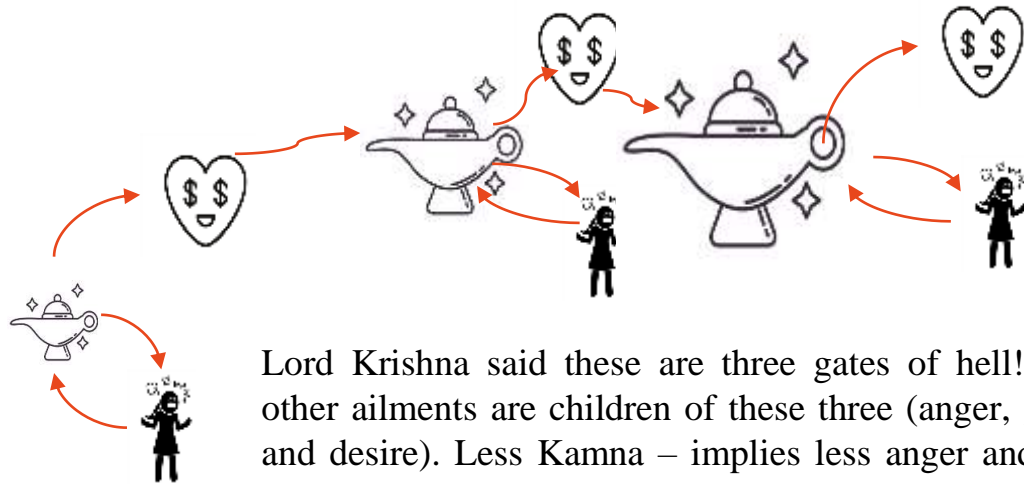 Lord Krishna said these are three gates of hell!
other ailments are children of these three (anger,
and desire). Less Kamna – implies less anger and